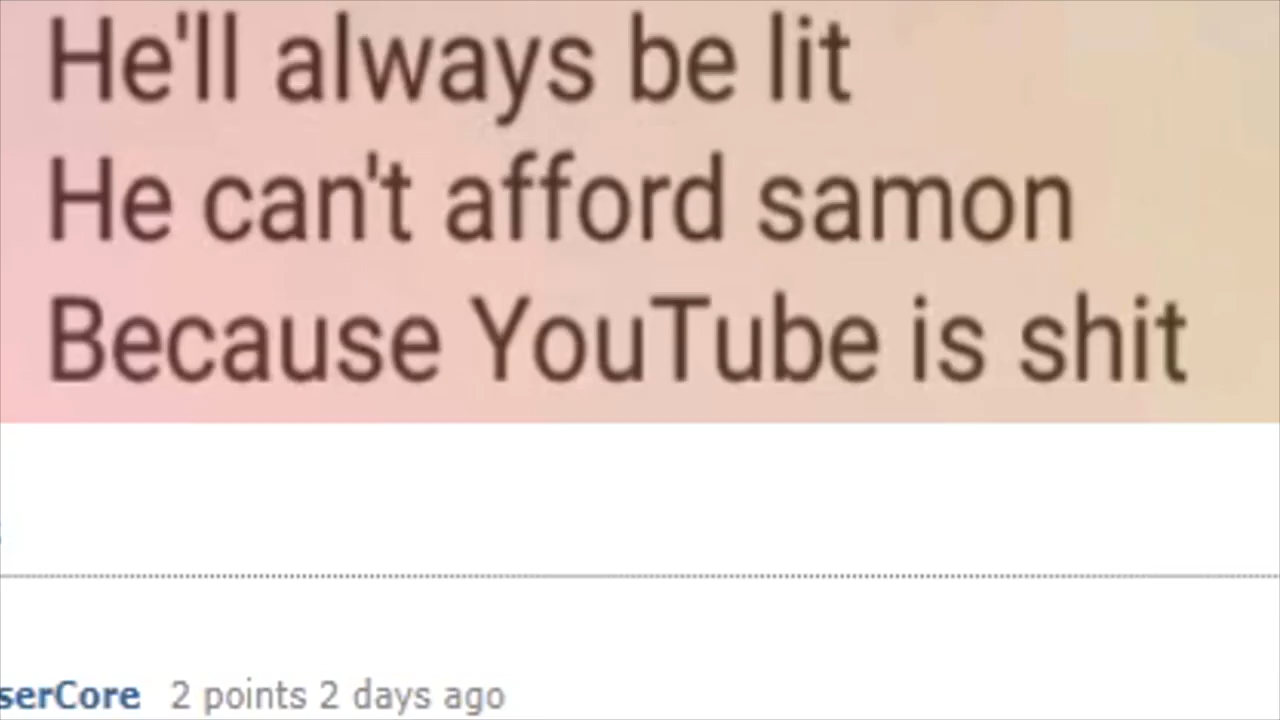 He'll always be lit
He can't afford samon
Because YouTube is shit
serCore 2 points 2 days ago